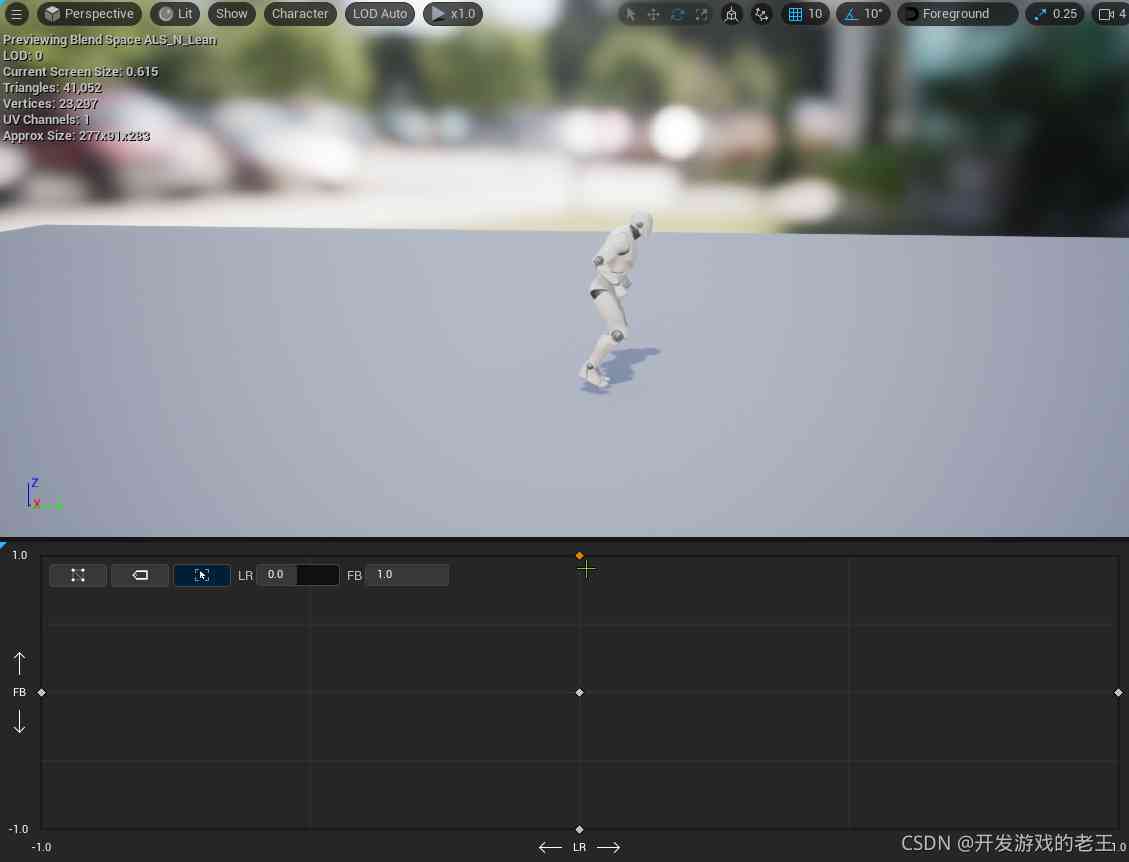 Perspective Lit Show Character LOD Auto x1.0 10 10° Foreground 0.25 4
Previewing Blend Space ALS_N_Lean
LOD: 0
Current Screen Size: 0.615
Triangles: 41,052
Vertices: 23,297
UV Channels: 1
Approx Size: 277x91x283
Z
X
1.0
LR 0.0 FB 1.0
FB
-1.0
-1.0 LR 1.0
CSDN @开发游戏的老王